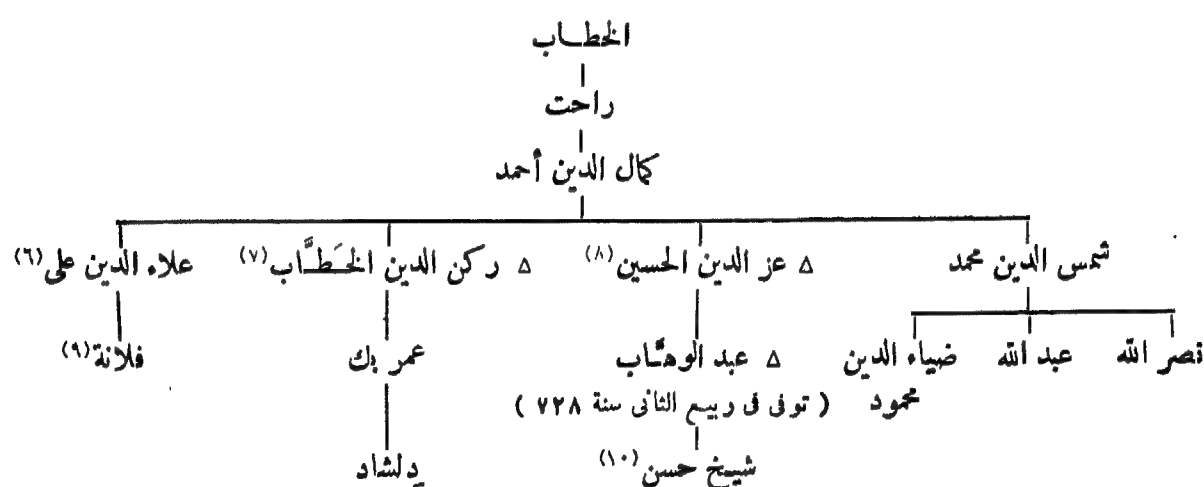 الخطاب
راحت
كمال الدين أحمد
شمس الدين محمد △ عز الدين الحسين (٨) △ ركن الدين الخَطَّاب (٧) علاء الدين على (٦)
نصر الله عبد الله ضياء الدين △ عبد الوهَّاب عمر بك فلانة (٩)
محمود ( توفى فى ربيع الثانى سنة ٧٢٨ )
شيخ حسن (١٠) دلشاد